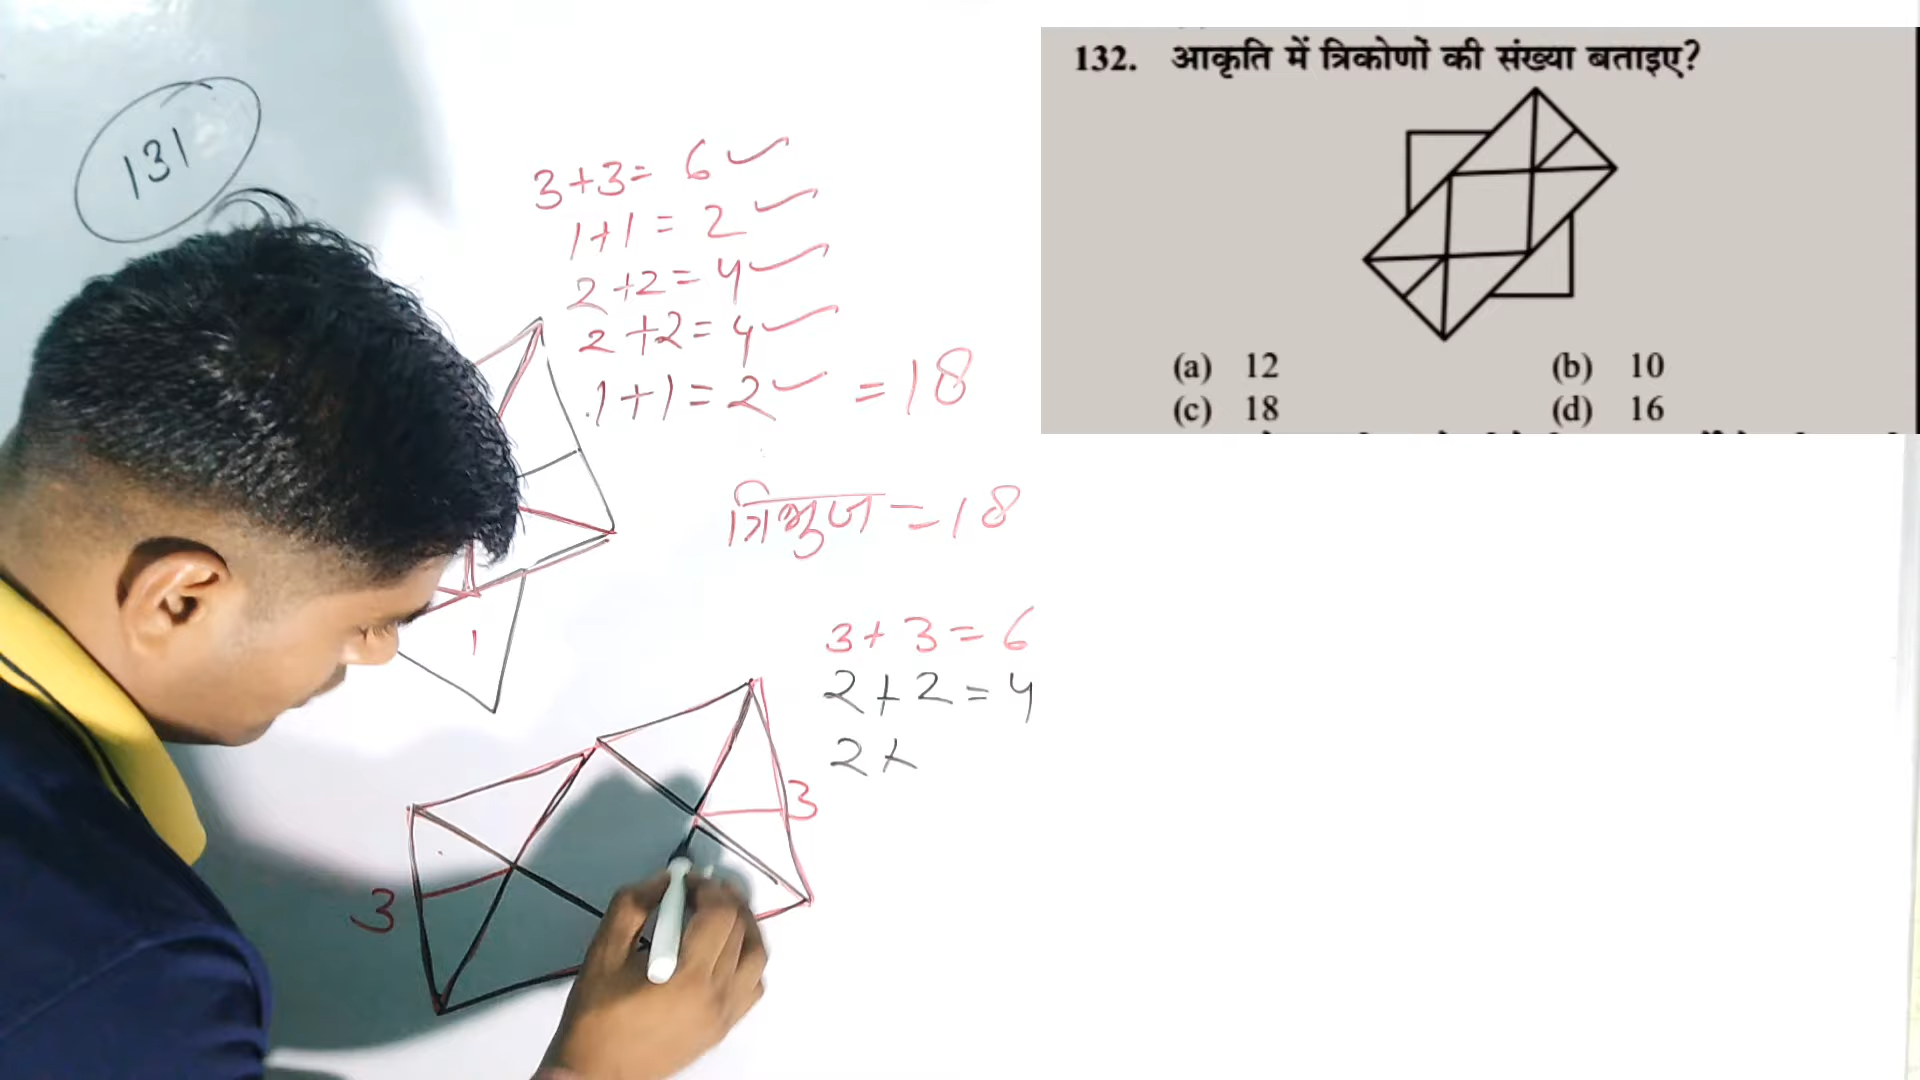 131
3+3= 6
1+1= 2
2+2= 4
2+2= 4
1+1= 2 = 18
त्रिभुज = 18
1
3+3=6
2+2=4
2+
3
3
132. आकृति में त्रिकोणों की संख्या बताइए?
(a) 12 (b) 10
(c) 18 (d) 16